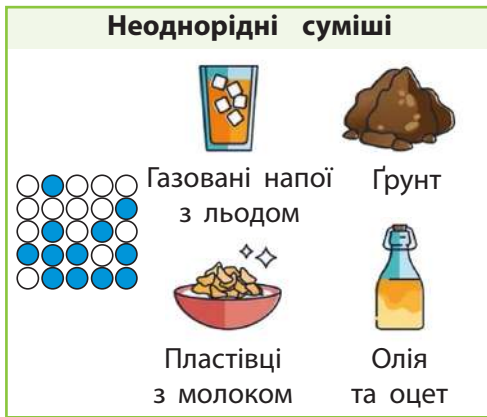 Неоднорідні суміші
Газовані напої
з льодом
Ґрунт
Пластівці
з молоком
Олія
та оцет